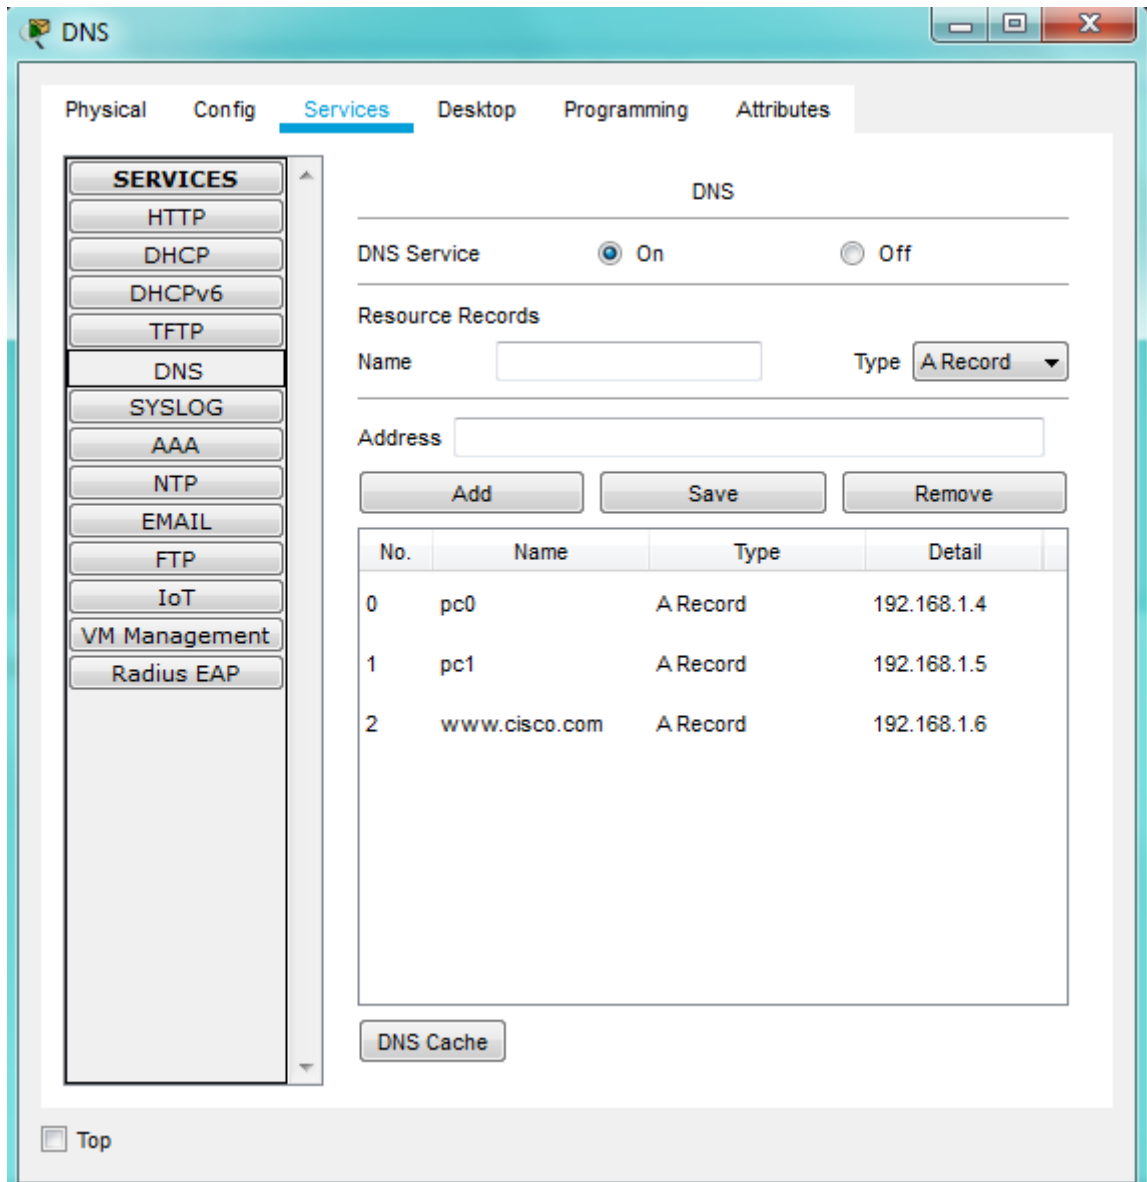 DNS
Physical Config Services Desktop Programming Attributes
SERVICES
HTTP
DHCP
DHCPv6
TFTP
DNS
SYSLOG
AAA
NTP
EMAIL
FTP
IoT
VM Management
Radius EAP
DNS
DNS Service On Off
Resource Records
Name Type A Record
Address
Add Save Remove
No. Name Type Detail
0 pc0 A Record 192.168.1.4
1 pc1 A Record 192.168.1.5
2 www.cisco.com A Record 192.168.1.6
DNS Cache
Top